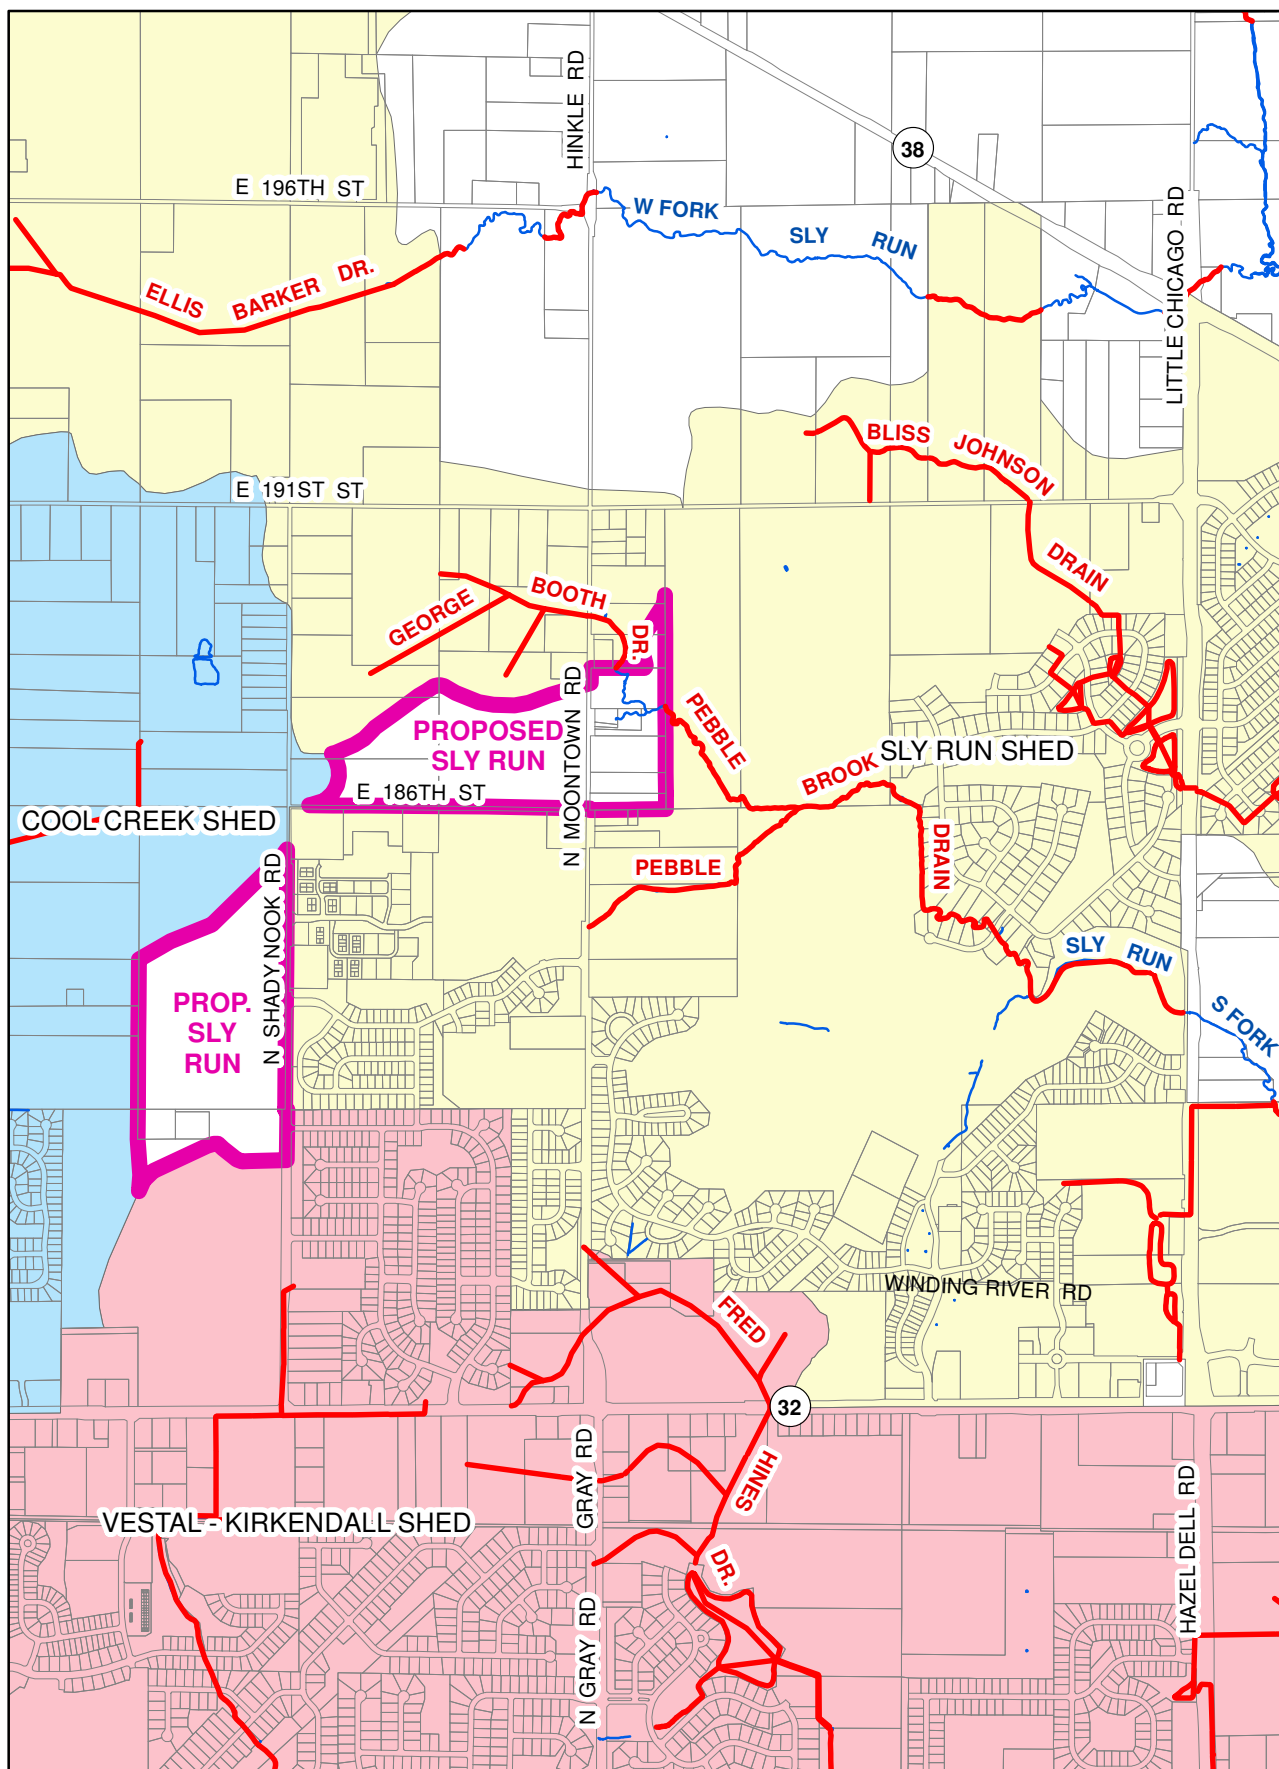 HINKLE RD
38
E 196TH ST
W FORK
SLY RUN
LITTLE CHICAGO RD
ELLIS BARKER DR.
BLISS JOHNSON
DRAIN
E 191ST ST
GEORGE BOOTH
DR.
N MOONTOWN RD
PROPOSED
SLY RUN
E 186TH ST
PEBBLE
BROOK
DRAIN
SLY RUN SHED
COOL CREEK SHED
PEBBLE
N SHADY NOOK RD
PROP.
SLY
RUN
SLY RUN
S FORK
WINDING RIVER RD
FRED
HINES
DR.
32
GRAY RD
HAZEL DELL RD
VESTAL - KIRKENDALL SHED
N GRAY RD